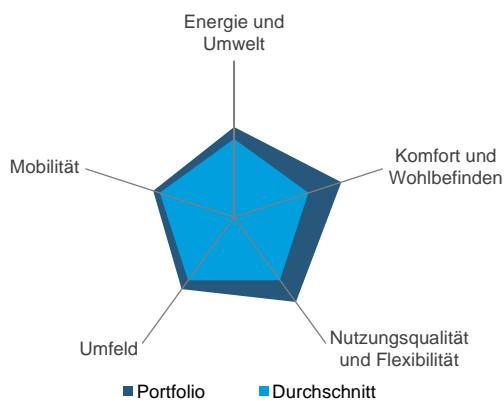 Energie und
Umwelt
Komfort und
Wohlbefinden
Nutzungsqualität
und Flexibilität
Umfeld
Mobilität
Portfolio
Durchschnitt